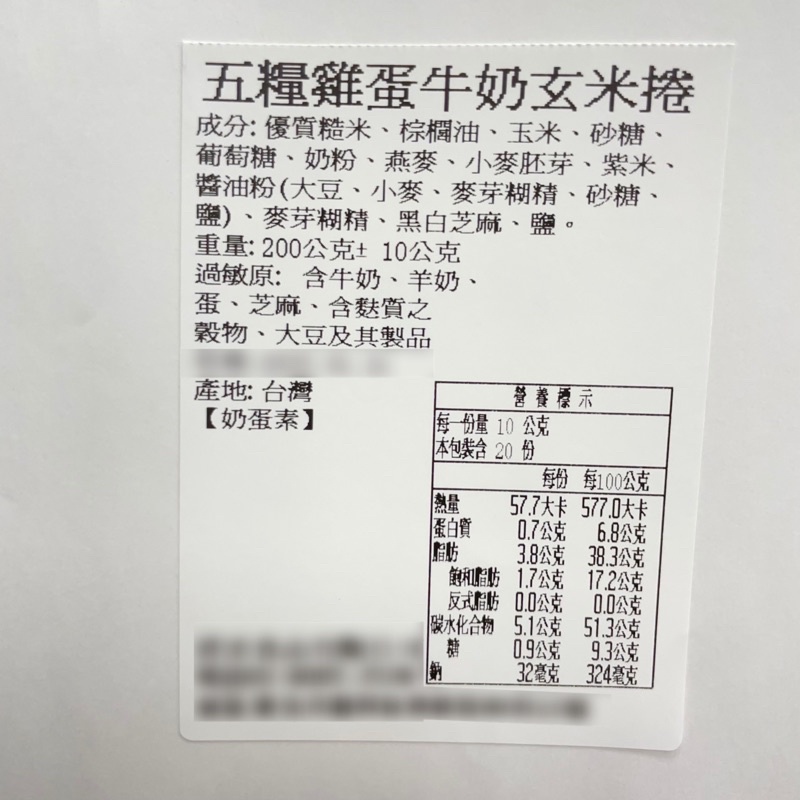 五糧雞蛋牛奶玄米捲
成分: 優質糙米、棕櫚油、玉米、砂糖、
葡萄糖、奶粉、燕麥、小麥胚芽、紫米、
醬油粉(大豆、小麥、麥芽糊精、砂糖、
鹽)、麥芽糊精、黑白芝麻、鹽。
重量: 200公克± 10公克
過敏原: 含牛奶、羊奶、
蛋、芝麻、含麩質之
穀物、大豆及其製品
產地: 台灣
【奶蛋素】
營養標示
每一份量 10 公克
本包裝含 20 份
每份 每100公克
熱量 57.7大卡 577.0大卡
蛋白質 0.7公克 6.8公克
脂肪 3.8公克 38.3公克
飽和脂肪 1.7公克 17.2公克
反式脂肪 0.0公克 0.0公克
碳水化合物 5.1公克 51.3公克
糖 0.9公克 9.3公克
鈉 32毫克 324毫克